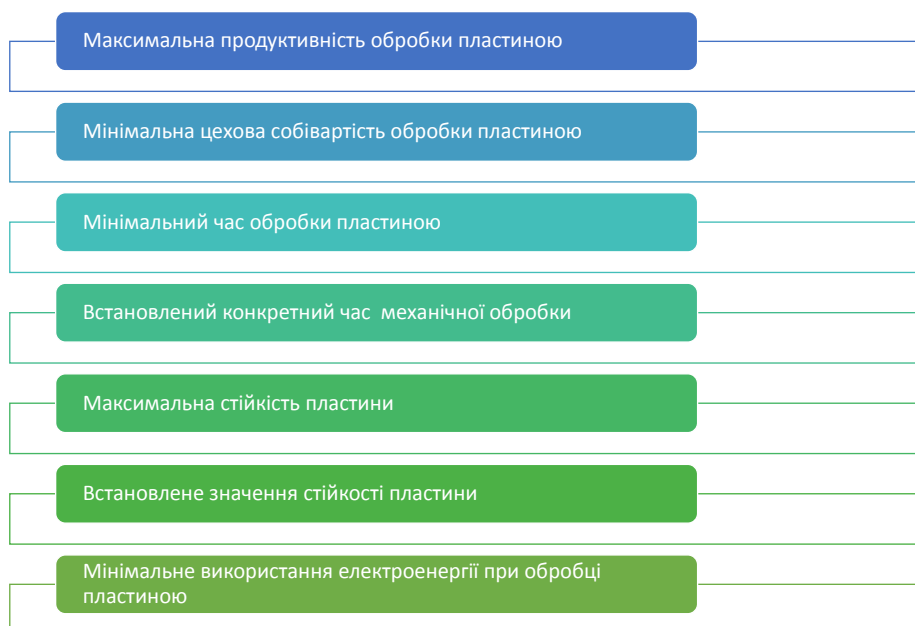 Максимальна продуктивність обробки пластиною
Мінімальна цехова собівартість обробки пластиною
Мінімальний час обробки пластиною
Встановлений конкретний час  механічної обробки
Максимальна стійкість пластини
Встановлене значення стійкості пластини
Мінімальне використання електроенергії при обробці
пластиною